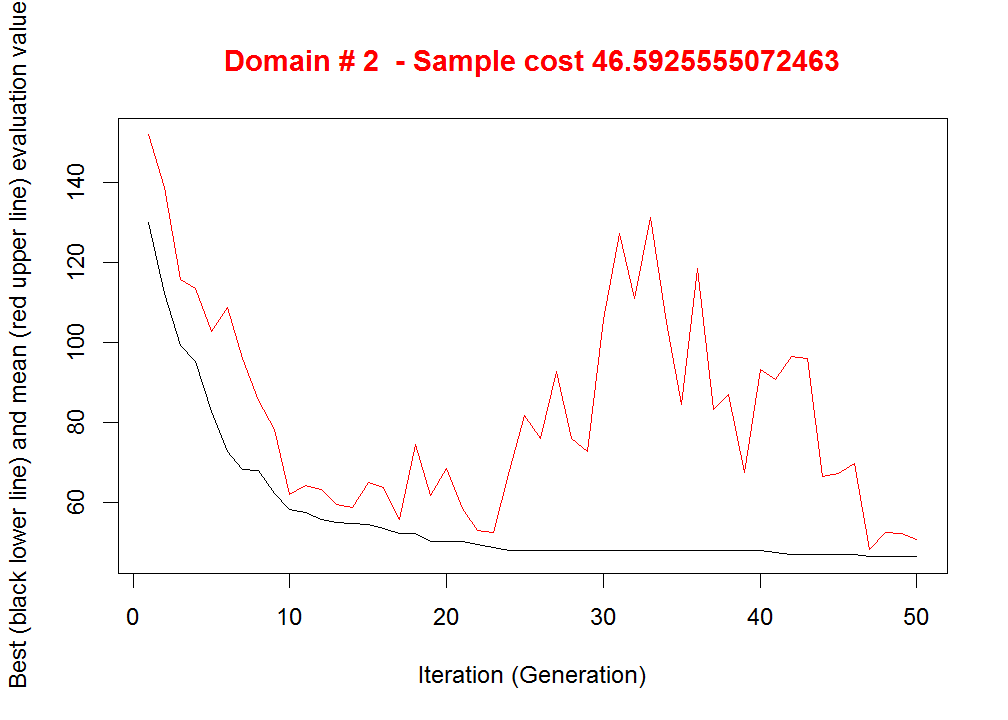 Domain # 2  - Sample cost 46.5925555072463
Best (black lower line) and mean (red upper line) evaluation value
140
120
100
80
60
0 10 20 30 40 50
Iteration (Generation)